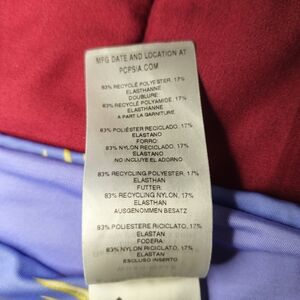 MFG DATE AND LOCATION AT
PCPSIA.COM
83% RECYCLÉ POLYESTER, 17%
ELASTHANNE
DOUBLURE:
83% RECYCLÉ POLYAMIDE, 17%
ELASTHANNE
A PART LA GARNITURE
83% POLIÉSTER RECICLADO, 17%
ELASTANO
FORRO:
83% NYLON RECICLADO, 17%
ELASTANO
NO INCLUYE EL ADORNO
83% RECYCLING POLYESTER, 17%
ELASTHAN
FUTTER:
83% RECYCLING NYLON, 17%
ELASTHAN
AUSGENOMMEN BESATZ
83% POLIESTERE RICICLATO, 17%
ELASTAN
FODERA:
83% NYLON RICICLATO, 17%
ELASTAN
ESCLUSO INSERTO